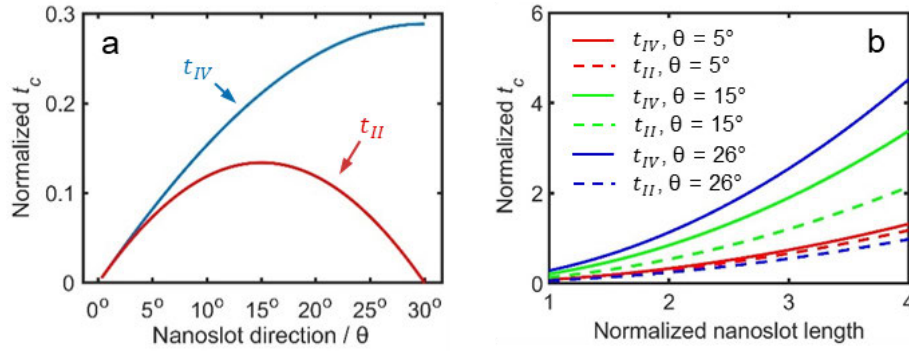 a
Normalized t_c
0.3
0.2
0.1
0
t_IV
t_II
0° 5° 10° 15° 20° 25° 30°
Nanoslot direction / θ
b
Normalized t_c
6
4
2
0
t_IV, θ = 5°
t_II, θ = 5°
t_IV, θ = 15°
t_II, θ = 15°
t_IV, θ = 26°
t_II, θ = 26°
1 2 3 4
Normalized nanoslot length